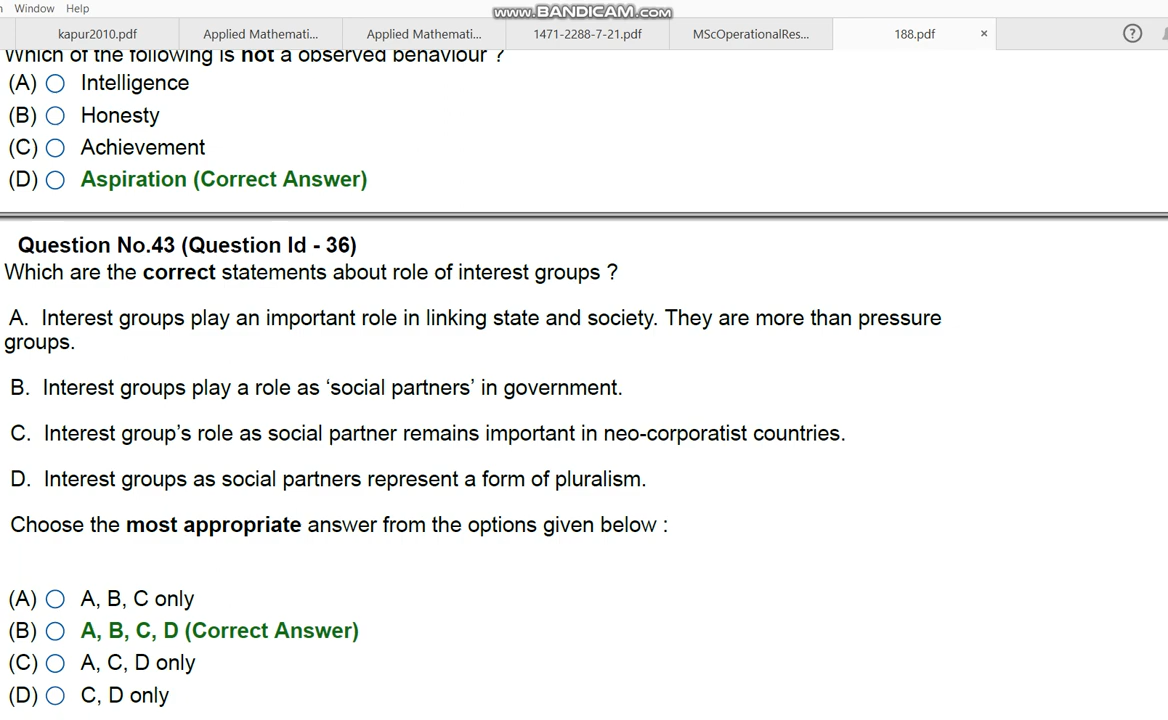 Window Help
www.BANDICAM.com
kapur2010.pdf Applied Mathemati... Applied Mathemati... 1471-2288-7-21.pdf MScOperationalRes... 188.pdf × ?
Which of the following is not a observed behaviour ?
(A) Intelligence
(B) Honesty
(C) Achievement
(D) Aspiration (Correct Answer)
Question No.43 (Question Id - 36)
Which are the correct statements about role of interest groups ?
A. Interest groups play an important role in linking state and society. They are more than pressure
groups.
B. Interest groups play a role as ‘social partners’ in government.
C. Interest group’s role as social partner remains important in neo-corporatist countries.
D. Interest groups as social partners represent a form of pluralism.
Choose the most appropriate answer from the options given below :
(A) A, B, C only
(B) A, B, C, D (Correct Answer)
(C) A, C, D only
(D) C, D only